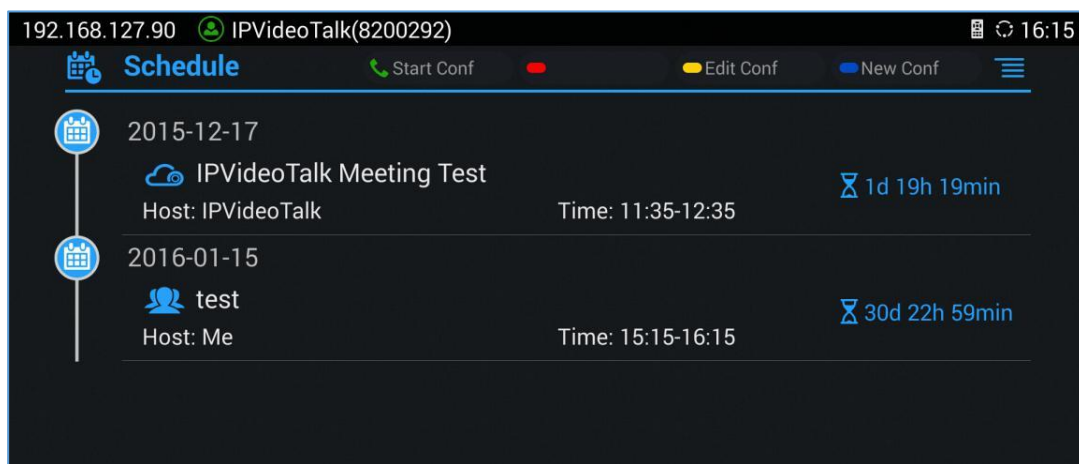 192.168.127.90 IPVideoTalk(8200292) 16:15
Schedule Start Conf Edit Conf New Conf
2015-12-17
IPVideoTalk Meeting Test
1d 19h 19min
Host: IPVideoTalk Time: 11:35-12:35
2016-01-15
test
30d 22h 59min
Host: Me Time: 15:15-16:15